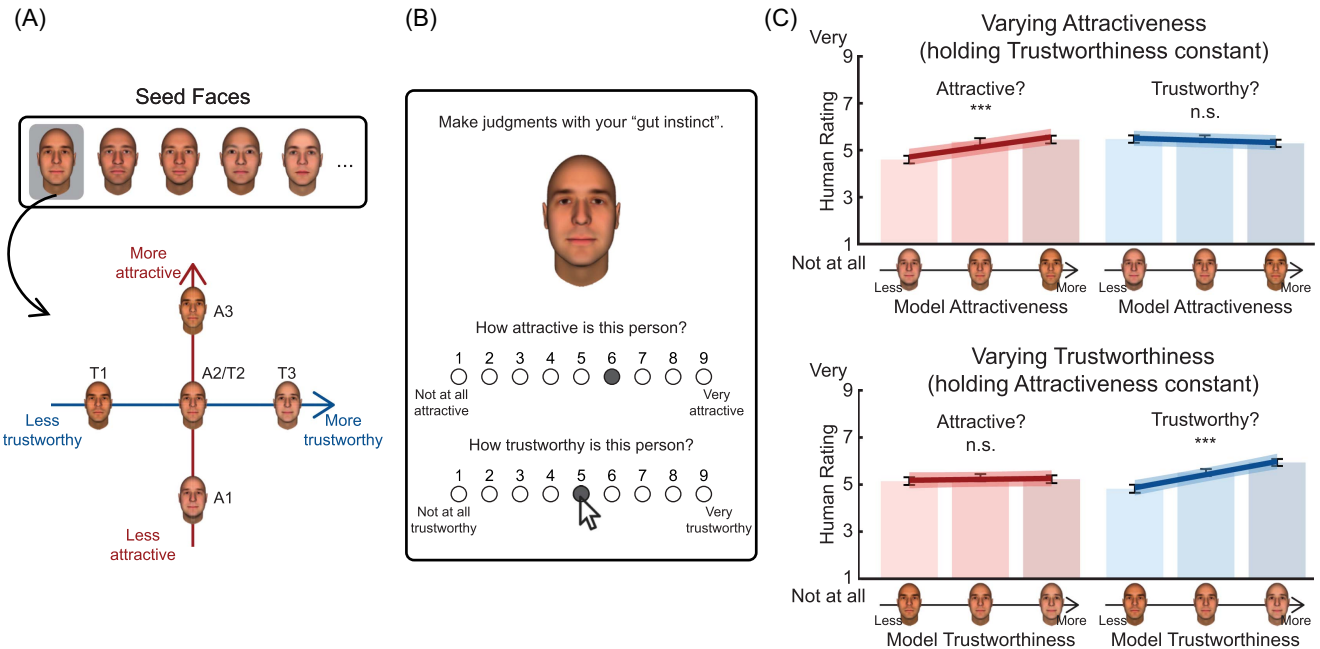 (A)
Seed Faces
...
More
attractive
A3
T1
A2/T2
T3
Less
trustworthy
More
trustworthy
A1
Less
attractive
(B)
Make judgments with your “gut instinct”.
How attractive is this person?
1 2 3 4 5 6 7 8 9
Not at all
attractive
Very
attractive
How trustworthy is this person?
1 2 3 4 5 6 7 8 9
Not at all
trustworthy
Very
trustworthy
(C)
Varying Attractiveness
(holding Trustworthiness constant)
Very
9
7
5
3
1
Human Rating
Not at all
Attractive?
***
Trustworthy?
n.s.
Less
More
Model Attractiveness
Less
More
Model Attractiveness
Varying Trustworthiness
(holding Attractiveness constant)
Very
9
7
5
3
1
Human Rating
Not at all
Attractive?
n.s.
Trustworthy?
***
Less
More
Model Trustworthiness
Less
More
Model Trustworthiness